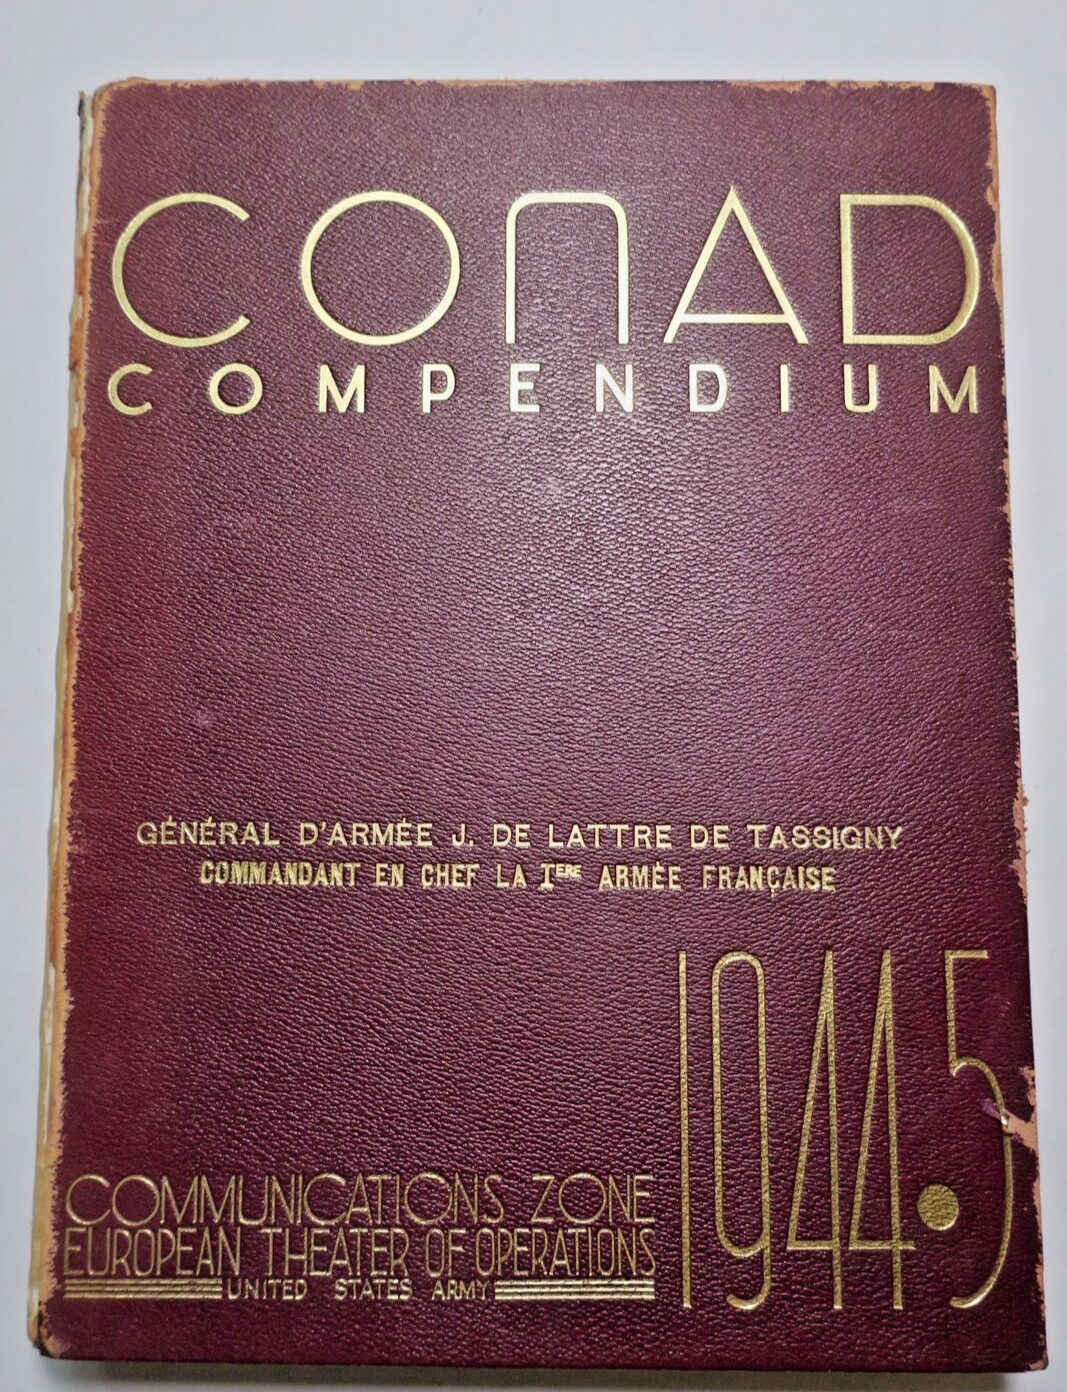 CONAD
COMPENDIUM
GÉNÉRAL D'ARMÉE J. DE LATTRE DE TASSIGNY
COMMANDANT EN CHEF LA IERE ARMÉE FRANÇAISE
1944•5
COMMUNICATIONS ZONE
EUROPEAN THEATER OF OPERATIONS
UNITED STATES ARMY